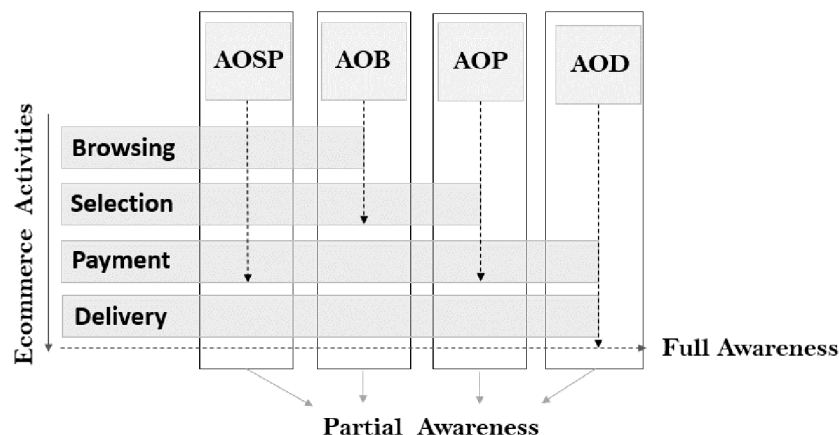 AOSP AOB AOP AOD
Ecommerce Activities
Browsing
Selection
Payment
Delivery
Full Awareness
Partial Awareness